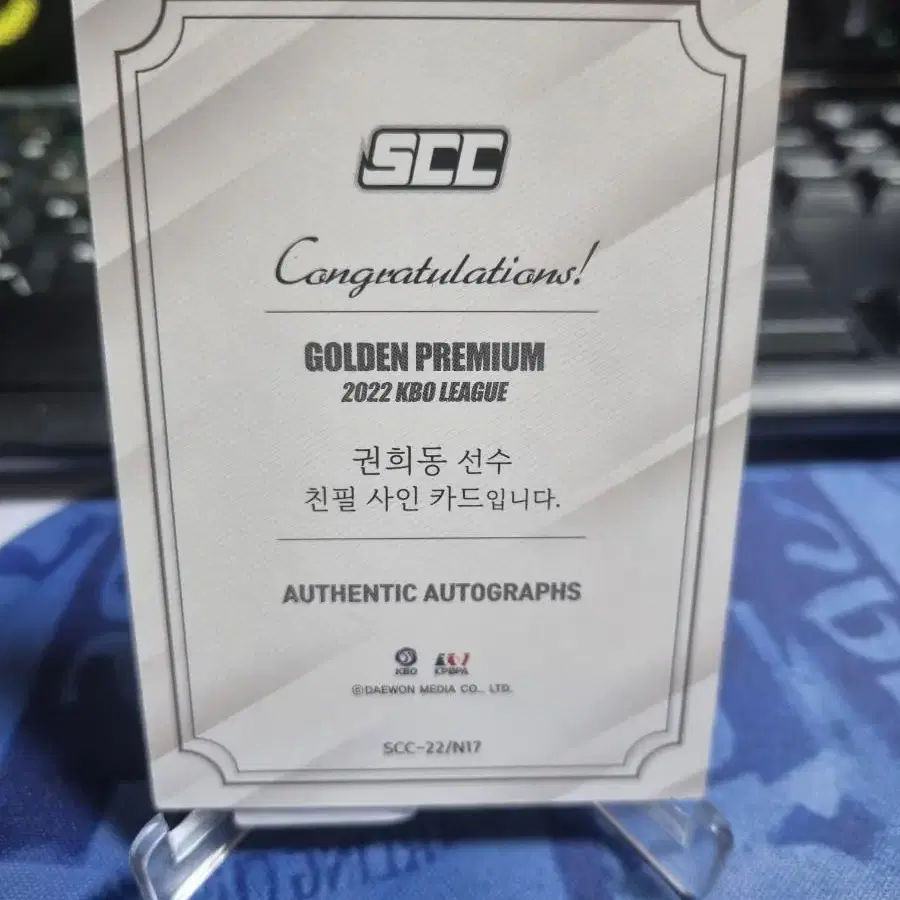 SCC
Congratulations!
GOLDEN PREMIUM
2022 KBO LEAGUE
권희동 선수
친필 사인 카드입니다.
AUTHENTIC AUTOGRAPHS
KBO KPBPA
©DAEWON MEDIA CO., LTD.
SCC-22/N17